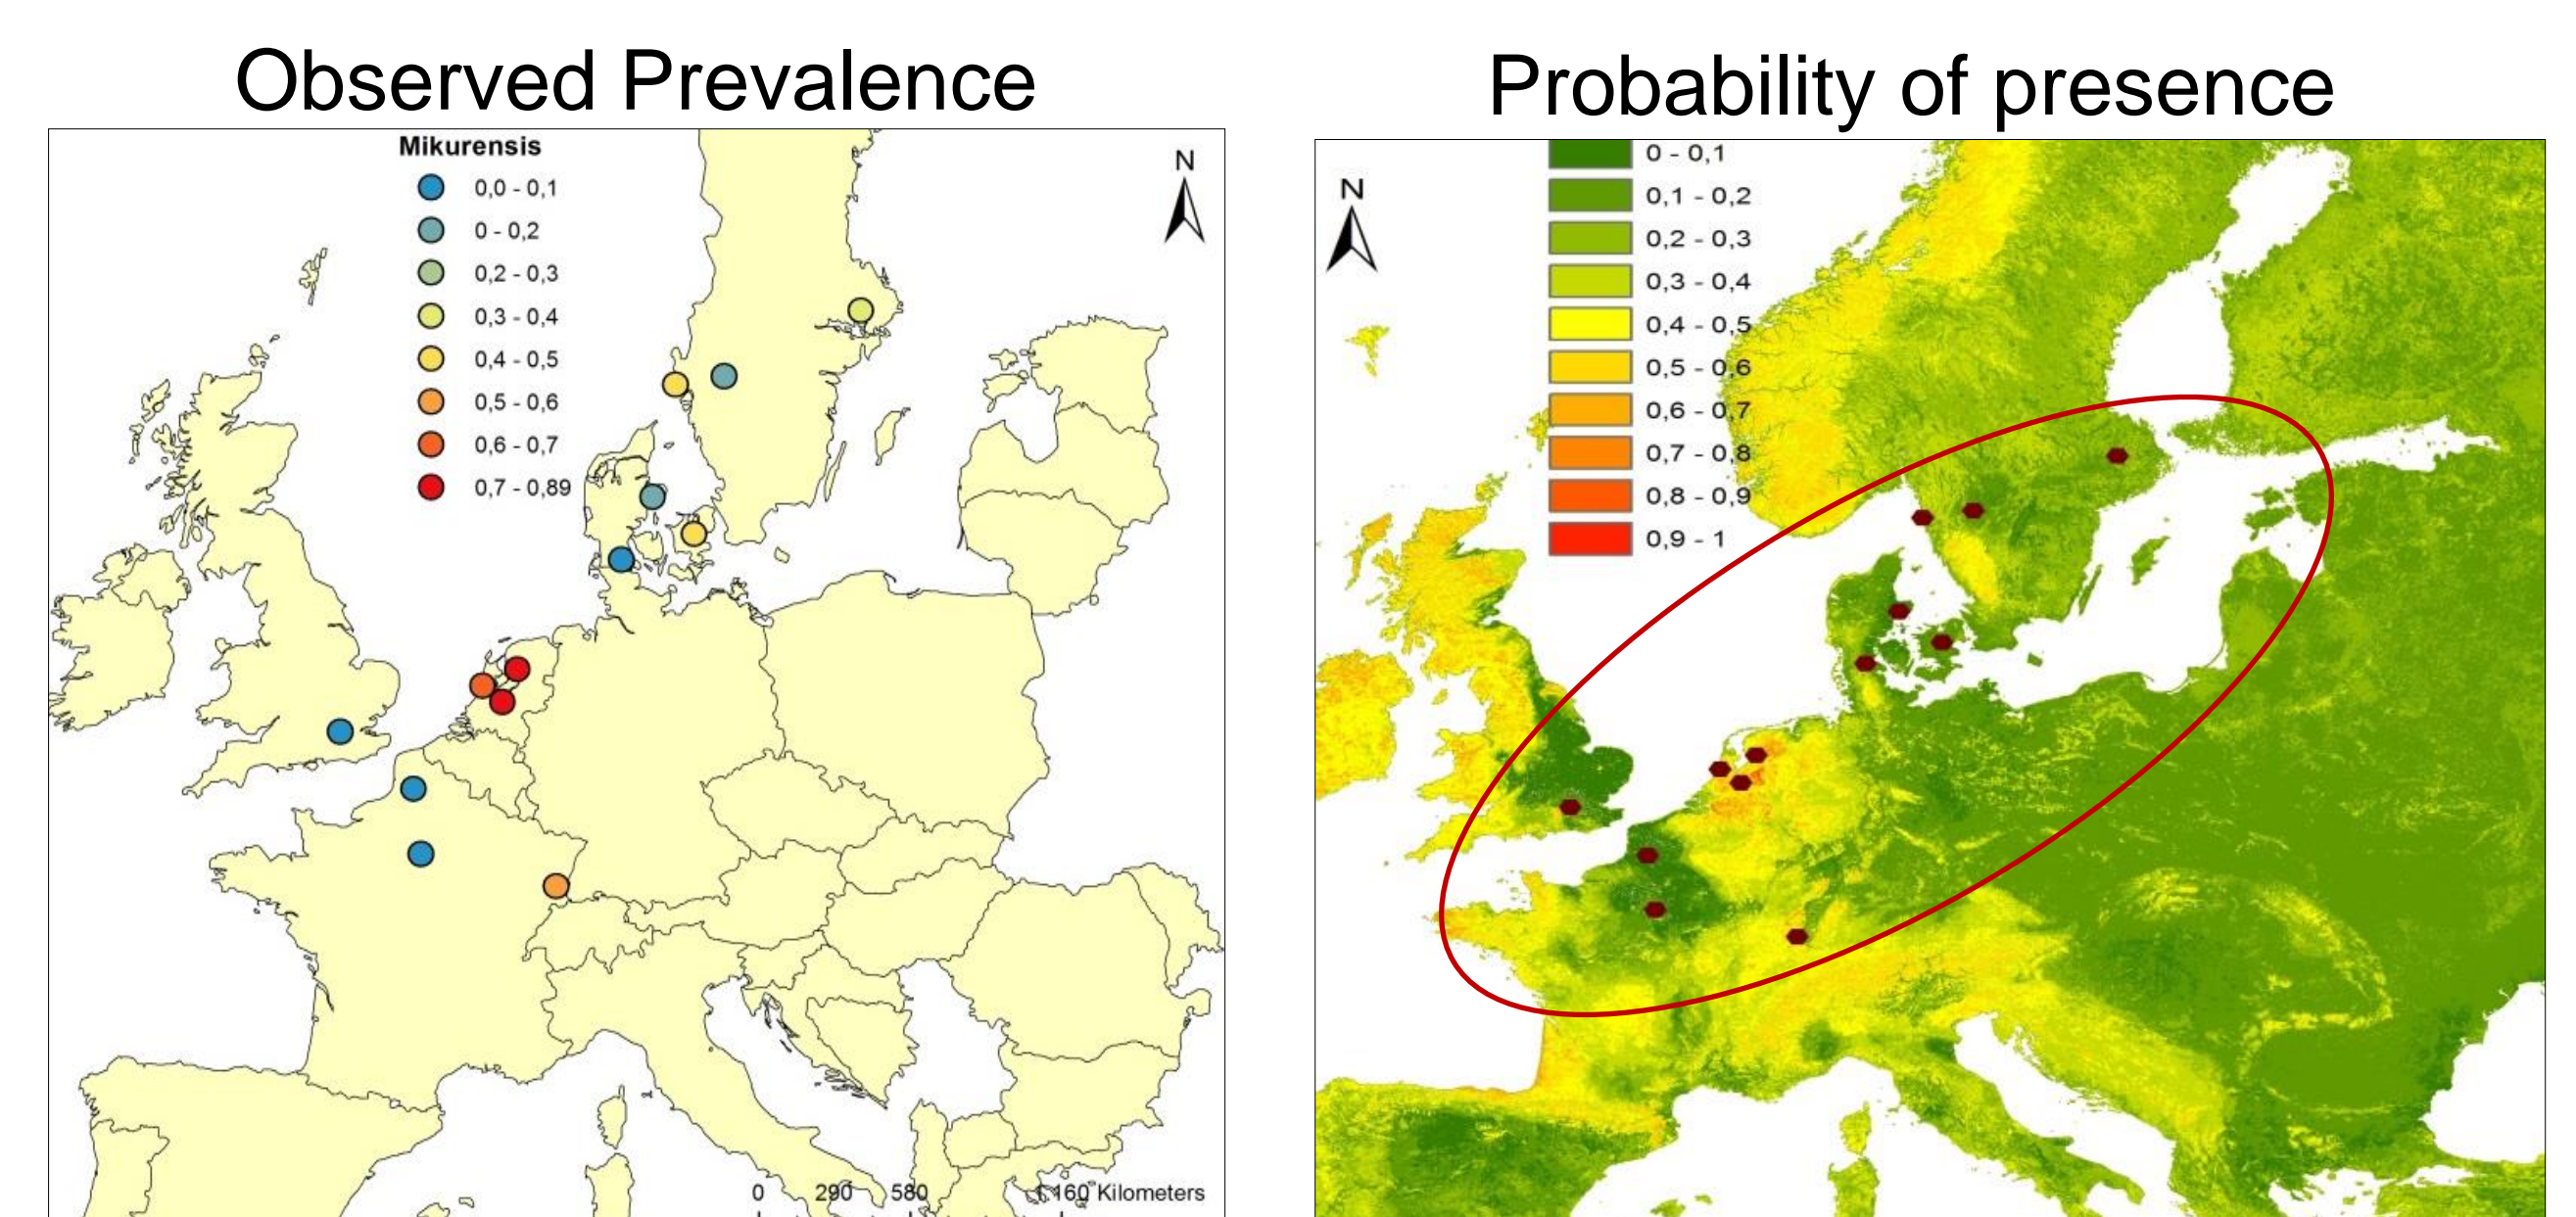 Observed Prevalence
Mikurensis
0,0 - 0,1
0 - 0,2
0,2 - 0,3
0,3 - 0,4
0,4 - 0,5
0,5 - 0,6
0,6 - 0,7
0,7 - 0,89
N
0 290 580 1.160 Kilometers
Probability of presence
N
0 - 0,1
0,1 - 0,2
0,2 - 0,3
0,3 - 0,4
0,4 - 0,5
0,5 - 0,6
0,6 - 0,7
0,7 - 0,8
0,8 - 0,9
0,9 - 1